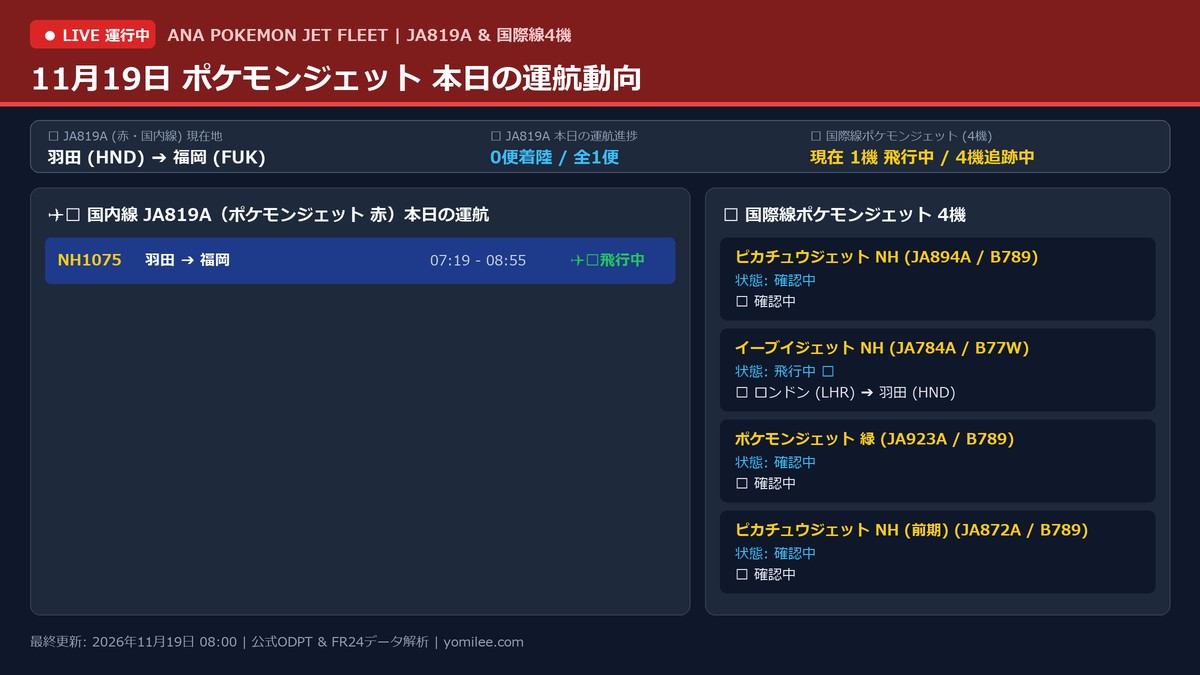 ● LIVE 運行中 ANA POKEMON JET FLEET | JA819A & 国際線4機
11月19日 ポケモンジェット 本日の運航動向
□ JA819A (赤・国内線) 現在地
羽田 (HND) → 福岡 (FUK)
□ JA819A 本日の運航進捗
0便着陸 / 全1便
□ 国際線ポケモンジェット (4機)
現在 1機 飛行中 / 4機追跡中
✈□ 国内線 JA819A（ポケモンジェット 赤）本日の運航
NH1075 羽田 → 福岡 07:19 - 08:55 ✈□飛行中
□ 国際線ポケモンジェット 4機
ピカチュウジェット NH (JA894A / B789)
状態: 確認中
□ 確認中
イーブイジェット NH (JA784A / B77W)
状態: 飛行中 □
□ ロンドン (LHR) → 羽田 (HND)
ポケモンジェット 緑 (JA923A / B789)
状態: 確認中
□ 確認中
ピカチュウジェット NH (前期) (JA872A / B789)
状態: 確認中
□ 確認中
最終更新: 2026年11月19日 08:00 | 公式ODPT & FR24データ解析 | yomilee.com